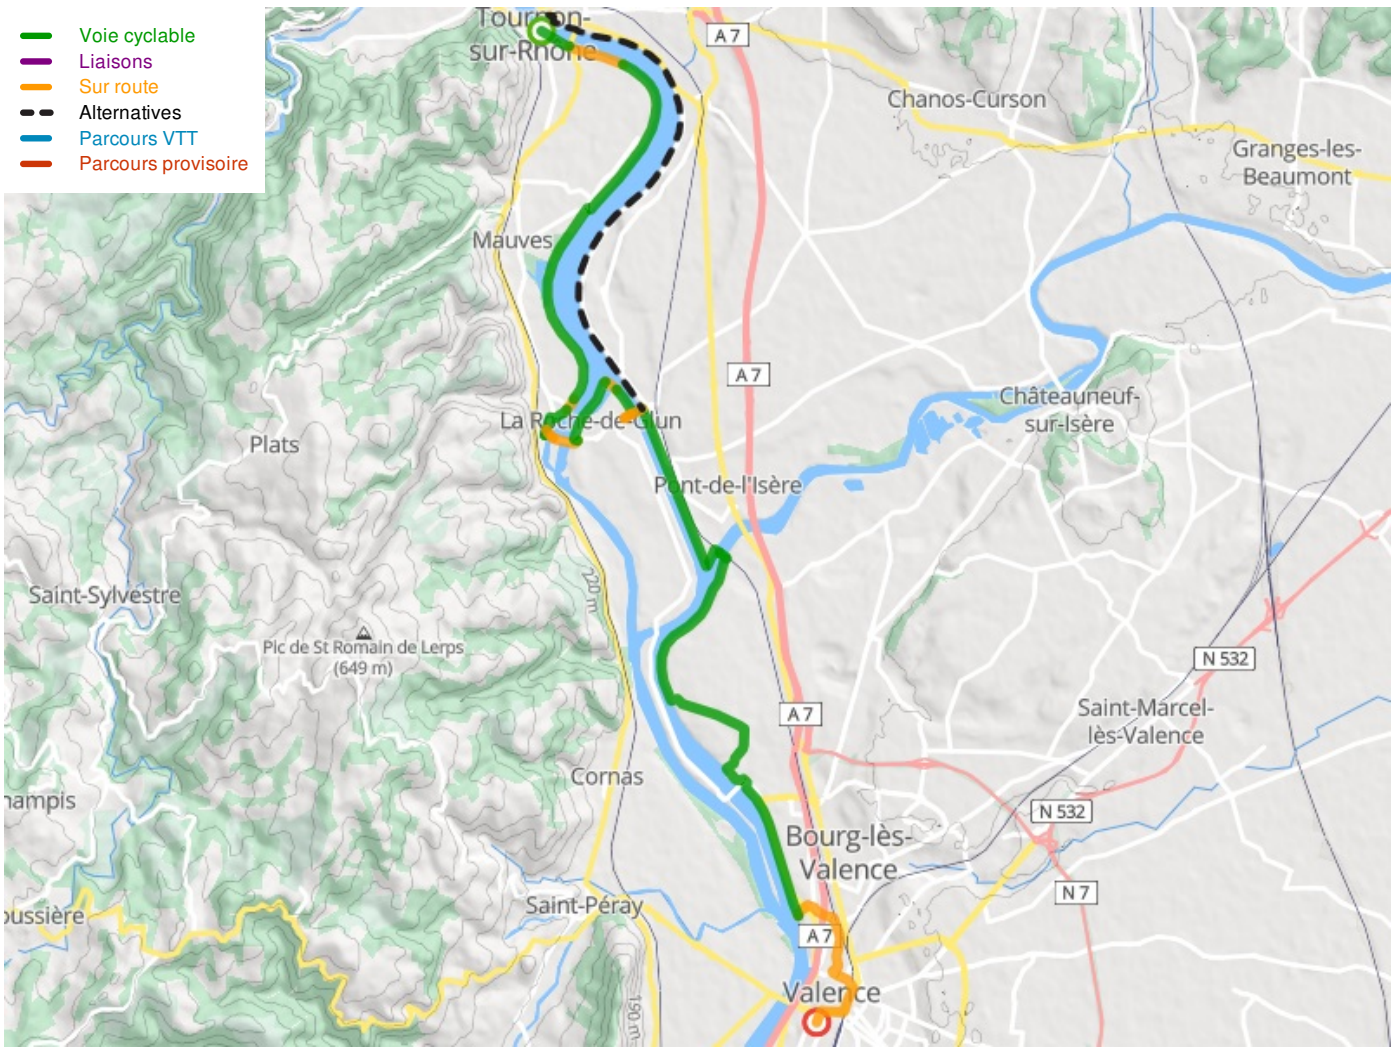 Voie cyclable
Liaisons
Sur route
Alternatives
Parcours VTT
Parcours provisoire
Tournon-
sur-Rhône
A 7
Chanos-Curson
Granges-les-
Beaumont
Mauves
A 7
Châteauneuf-
sur-Isère
La Roche-de-Glun
Plats
Pont-de-l'Isère
Saint-Sylvestre
220 m
Pic de St Romain de Lerps
(649 m)
N 532
A 7
Saint-Marcel-
lès-Valence
Cornas
hampis
N 532
Bourg-lès-
Valence
N 7
Saint-Péray
oussière
A 7
Valence
190 m